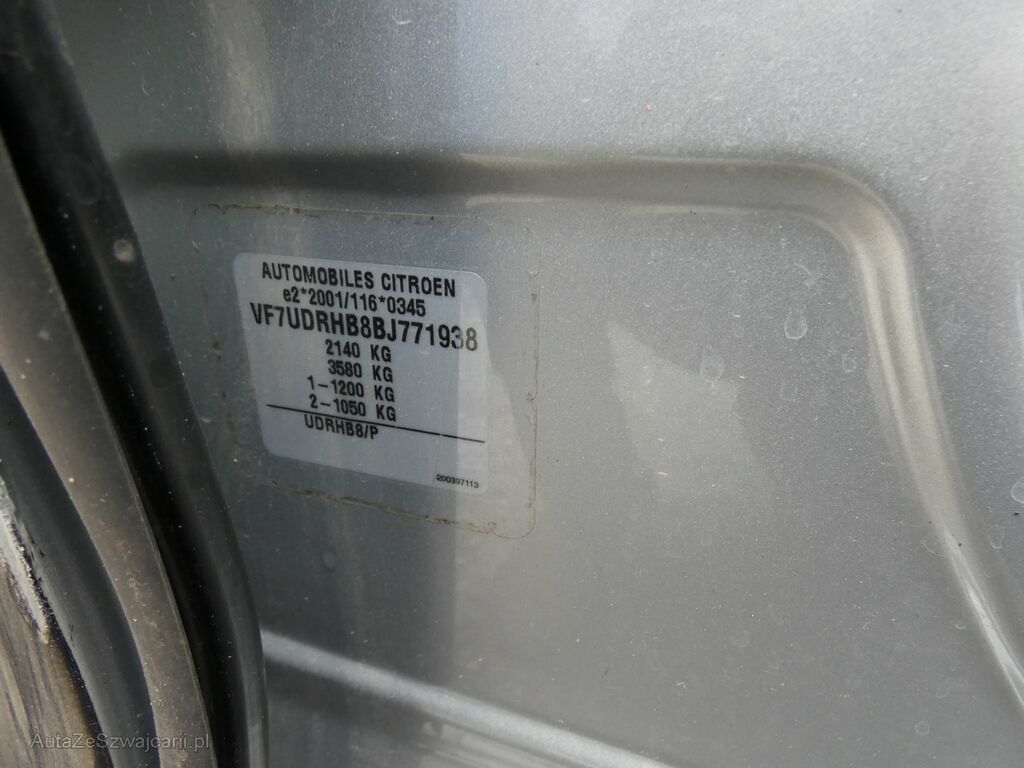 AUTOMOBILES CITROEN
e2*2001/116*0345
VF7UDRHB8BJ771938
2140 KG
3580 KG
1-1200 KG
2-1050 KG
UDRHB8/P
200397113
AutaZeSzwajcarii.pl